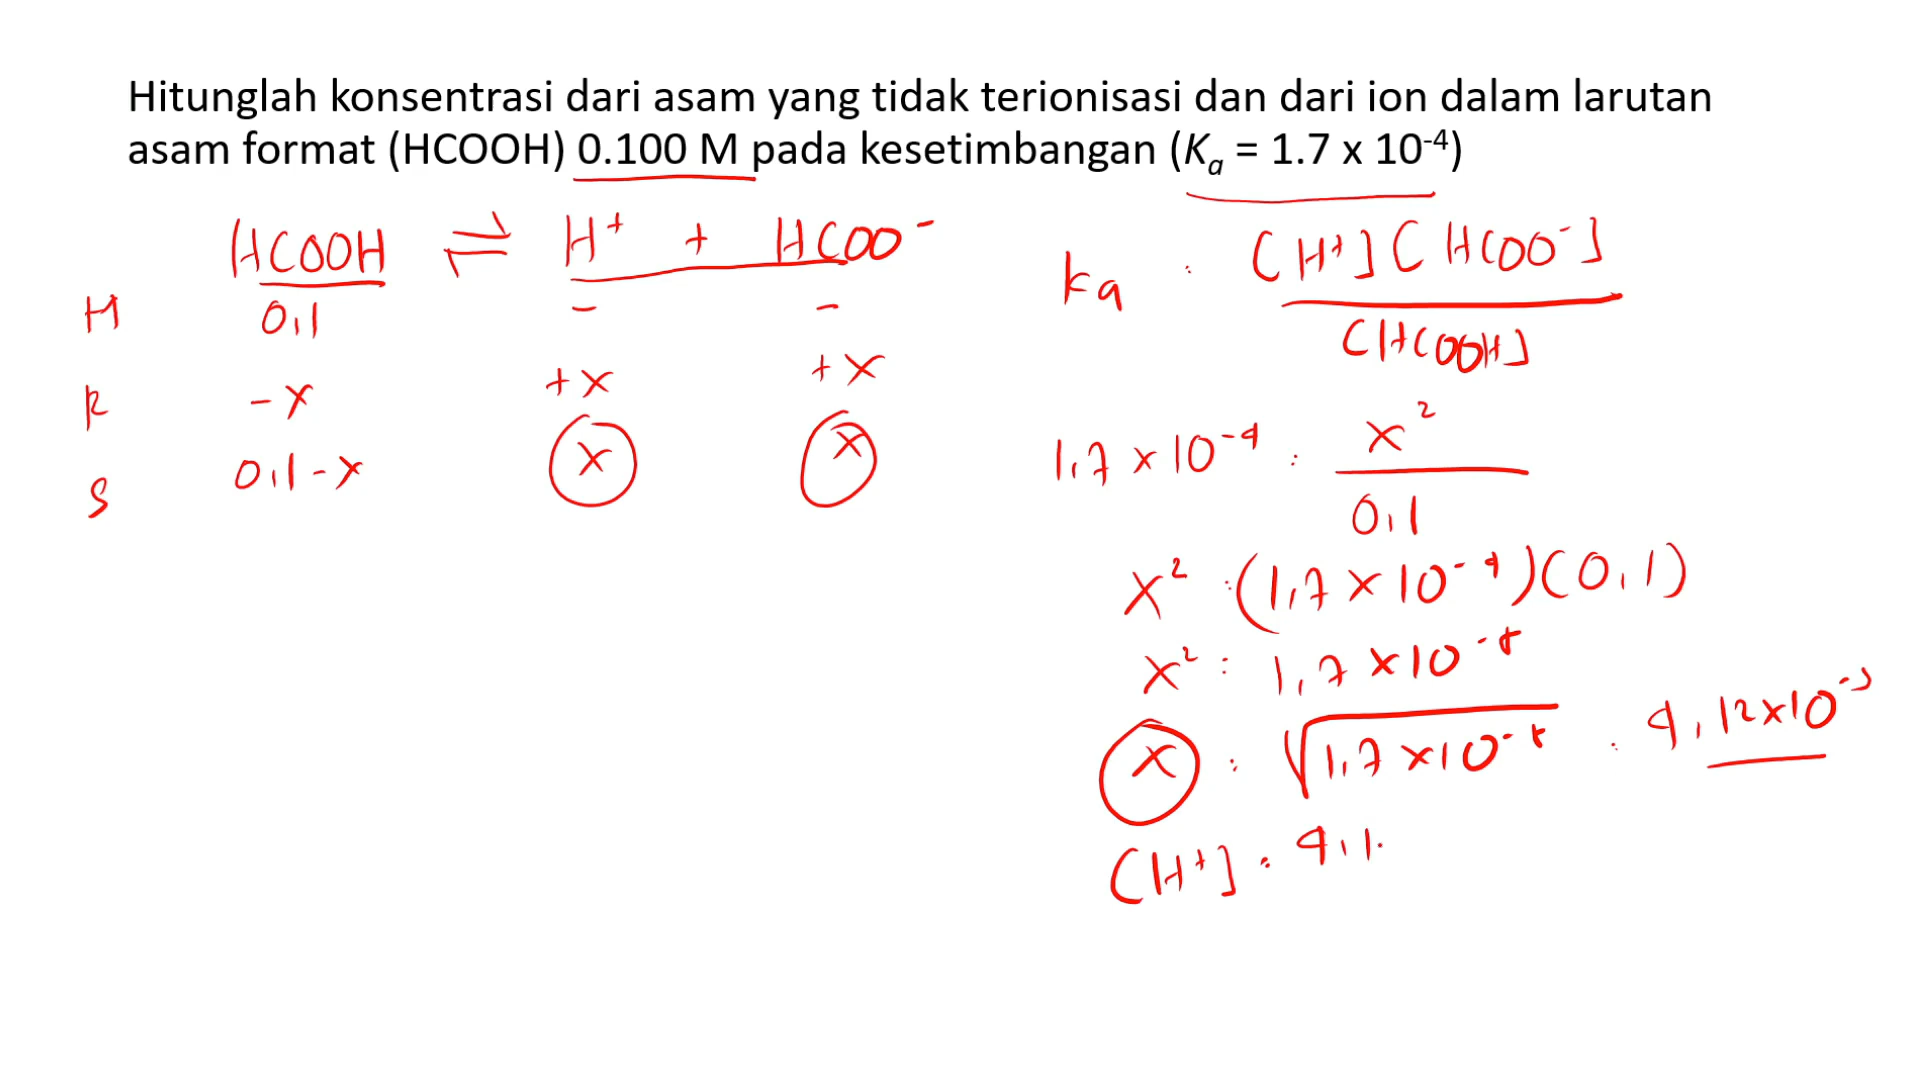 Hitunglah konsentrasi dari asam yang tidak terionisasi dan dari ion dalam larutan
asam format (HCOOH) 0.100 M pada kesetimbangan (Kₐ = 1.7 x 10⁻⁴)
HCOOH ⇌ H⁺ + HCOO⁻
M 0,1 - -
R -x +x +x
S 0,1-x x x
Ka : [H⁺][HCOO⁻]
[HCOOH]
1,7 x 10⁻⁴ : x²
0,1
x² : (1,7 x 10⁻⁴)(0,1)
x² : 1,7 x 10⁻⁵
x : √1,7 x 10⁻⁵ : 4,12 x 10⁻³
[H⁺] : 4,1